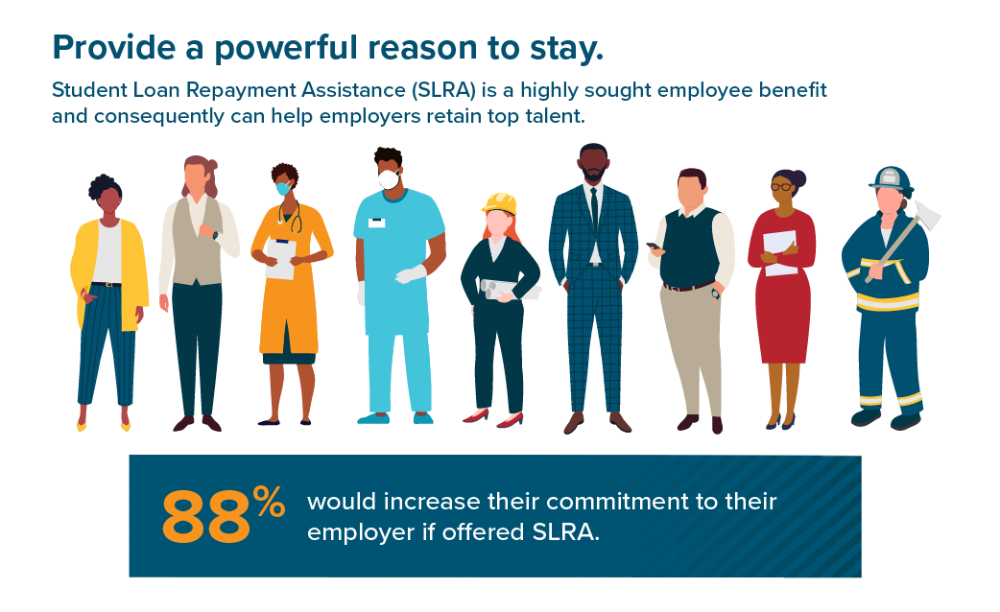 Provide a powerful reason to stay.
Student Loan Repayment Assistance (SLRA) is a highly sought employee benefit
and consequently can help employers retain top talent.
88% would increase their commitment to their
employer if offered SLRA.